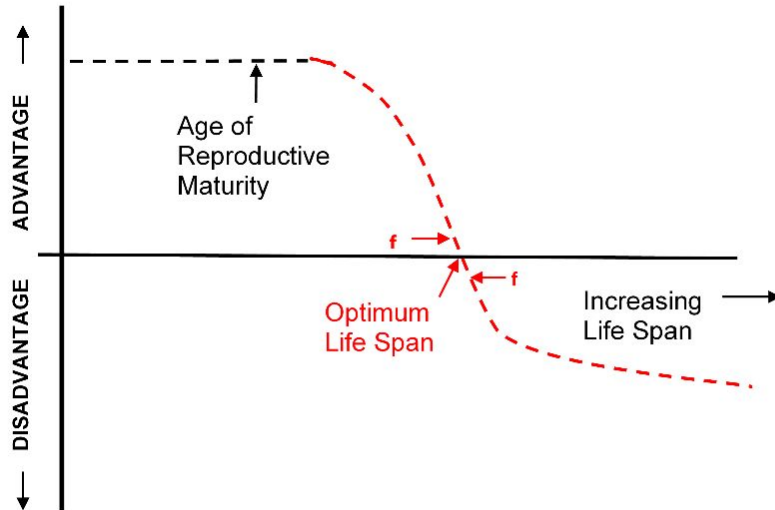 ADVANTAGE
DISADVANTAGE
Age of
Reproductive
Maturity
f
f
Optimum
Life Span
Increasing
Life Span